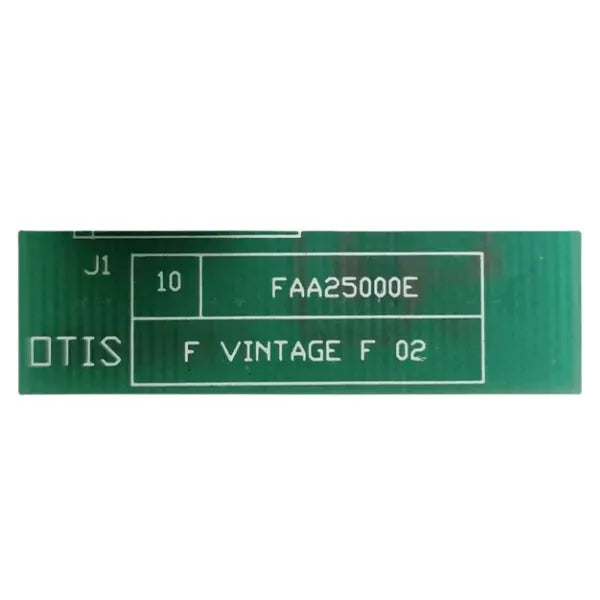 J1
10 FAA25000E
OTIS
F VINTAGE F 02